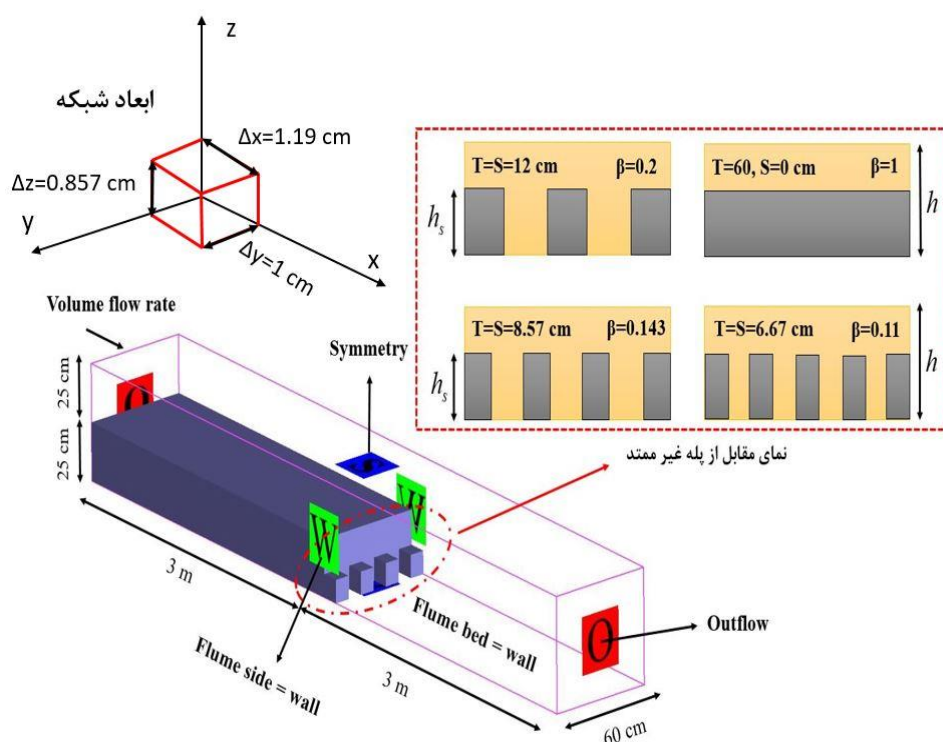 z
ابعاد شبکه
Δx=1.19 cm
Δz=0.857 cm
y
Δy=1 cm
x
T=S=12 cm β=0.2
T=60, S=0 cm β=1
hs
h
T=S=8.57 cm β=0.143
T=S=6.67 cm β=0.11
hs
h
نمای مقابل از پله غیر ممتد
Volume flow rate
Symmetry
25 cm
25 cm
O
S
W
W
3 m
Flume bed = wall
Flume side = wall
3 m
O
Outflow
60 cm